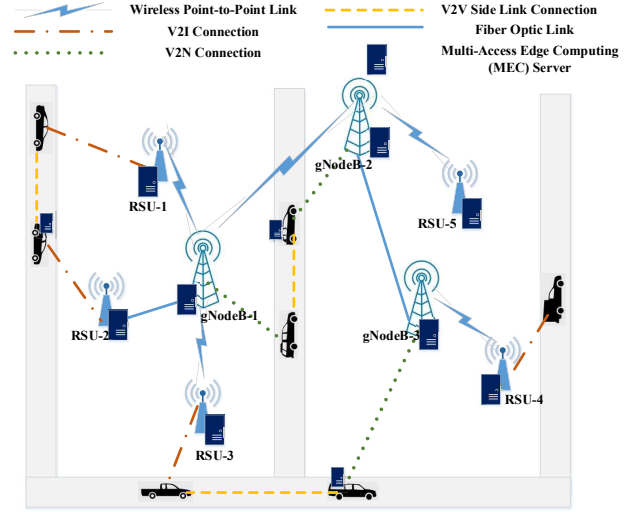 Wireless Point-to-Point Link
V2I Connection
V2N Connection
V2V Side Link Connection
Fiber Optic Link
Multi-Access Edge Computing
(MEC) Server
gNodeB-2
RSU-1
RSU-5
gNodeB-1
RSU-2
gNodeB-3
RSU-4
RSU-3